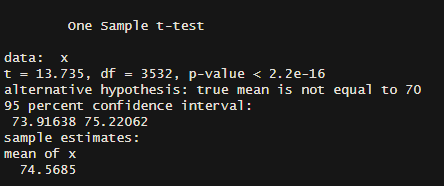 One Sample t-test
data:  x
t = 13.735, df = 3532, p-value < 2.2e-16
alternative hypothesis: true mean is not equal to 70
95 percent confidence interval:
 73.91638 75.22062
sample estimates:
mean of x
  74.5685